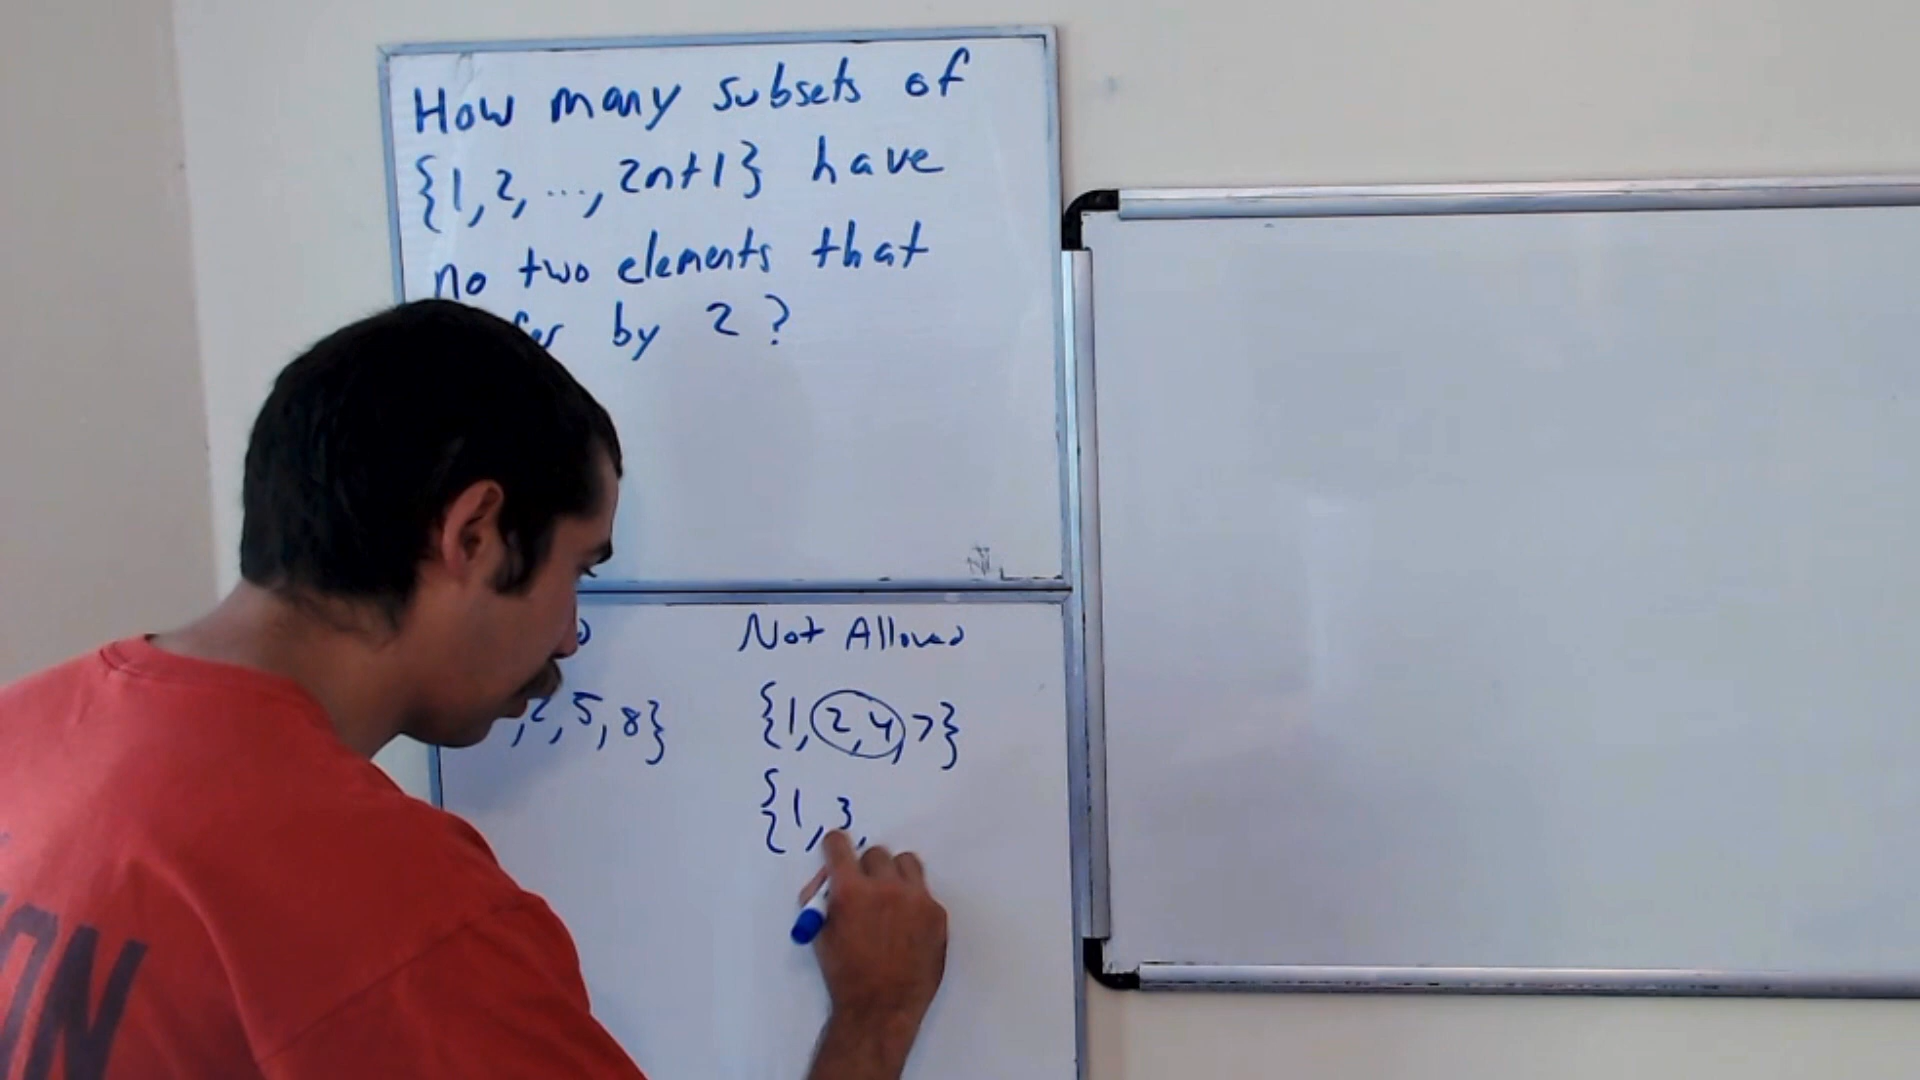 How many subsets of
{1, 2, ..., 2n+1} have
no two elements that
by 2?
Not Allowed
, 2, 5, 8}
{1, 2, 4, 7}
{1, 3,